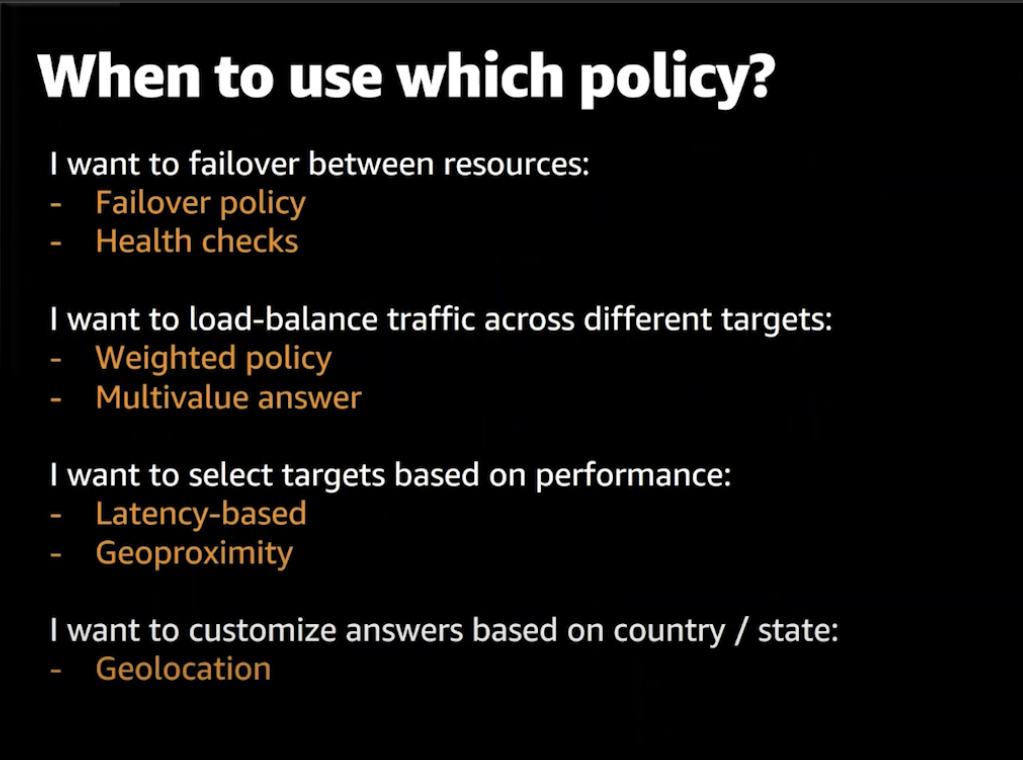 When to use which policy?
I want to failover between resources:
- Failover policy
- Health checks
I want to load-balance traffic across different targets:
- Weighted policy
- Multivalue answer
I want to select targets based on performance:
- Latency-based
- Geoproximity
I want to customize answers based on country / state:
- Geolocation